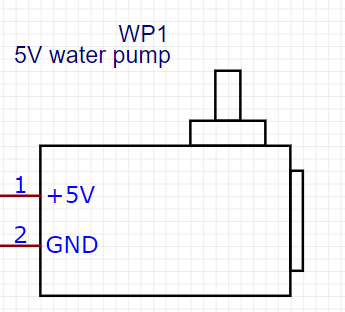 WP1
5V water pump
1 +5V
2 GND